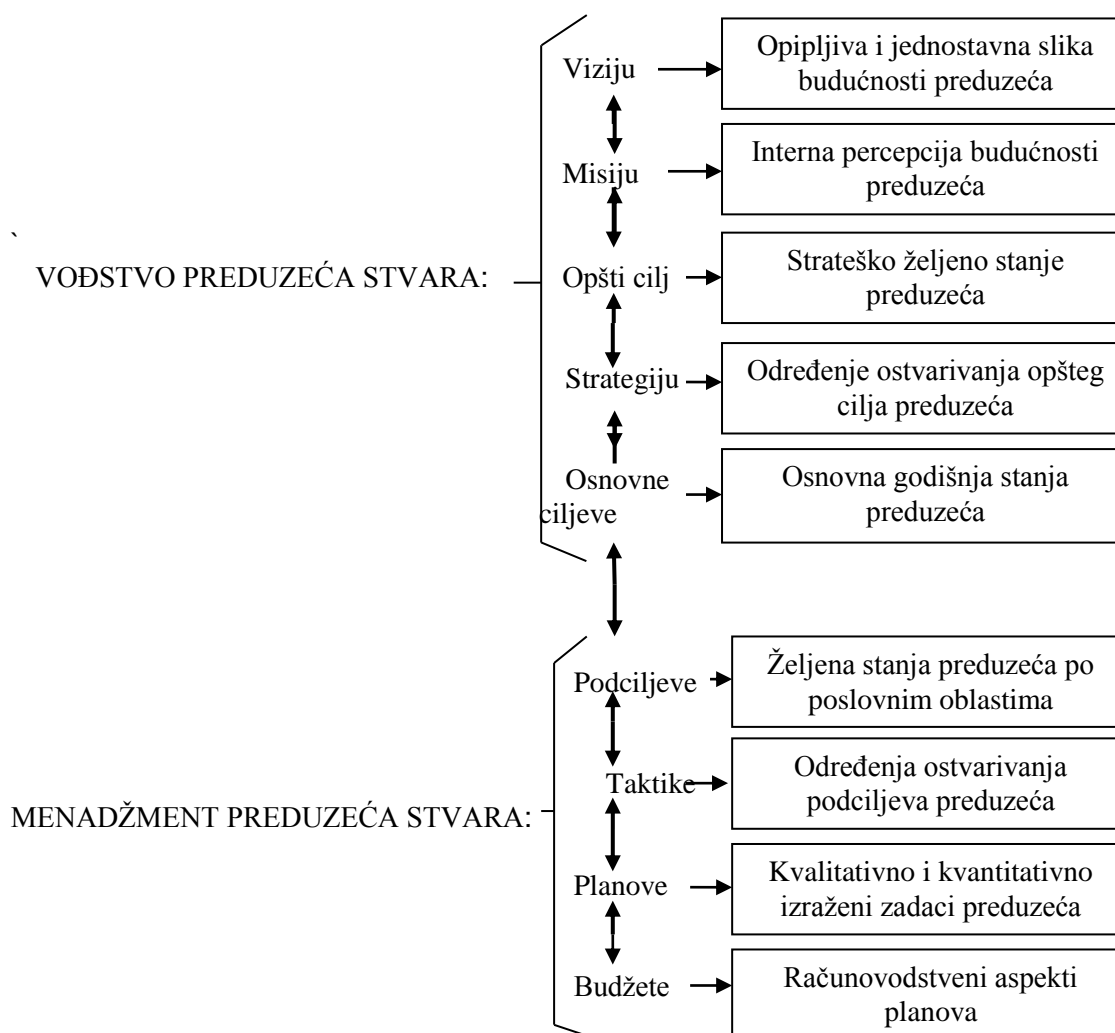 Viziju
Opipljiva i jednostavna slika
budućnosti preduzeća
Misiju
Interna percepcija budućnosti
preduzeća
`
VOĐSTVO PREDUZEĆA STVARA:
Opšti cilj
Strateško željeno stanje
preduzeća
Strategiju
Određenje ostvarivanja opšteg
cilja preduzeća
Osnovne
ciljeve
Osnovna godišnja stanja
preduzeća
Podciljeve
Željena stanja preduzeća po
poslovnim oblastima
MENADŽMENT PREDUZEĆA STVARA:
Taktike
Određenja ostvarivanja
podciljeva preduzeća
Planove
Kvalitativno i kvantitativno
izraženi zadaci preduzeća
Budžete
Računovodstveni aspekti
planova